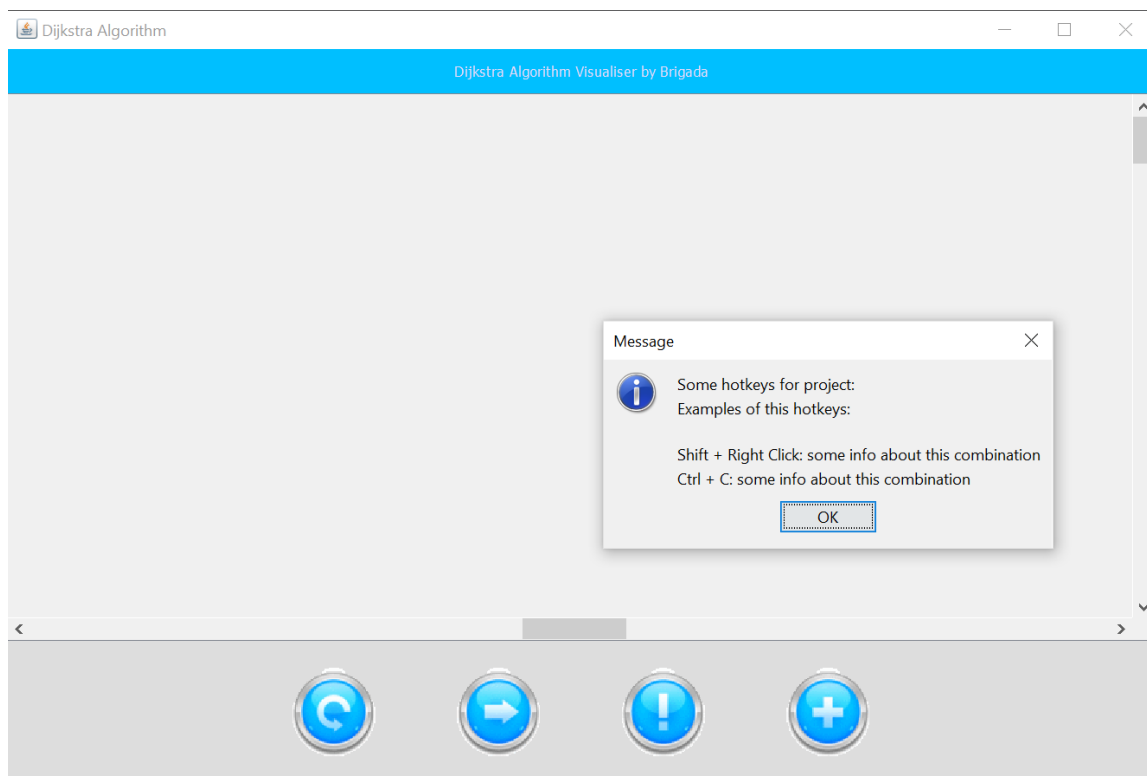 Dijkstra Algorithm
Dijkstra Algorithm Visualiser by Brigada
Message
Some hotkeys for project:
Examples of this hotkeys:
Shift + Right Click: some info about this combination
Ctrl + C: some info about this combination
OK